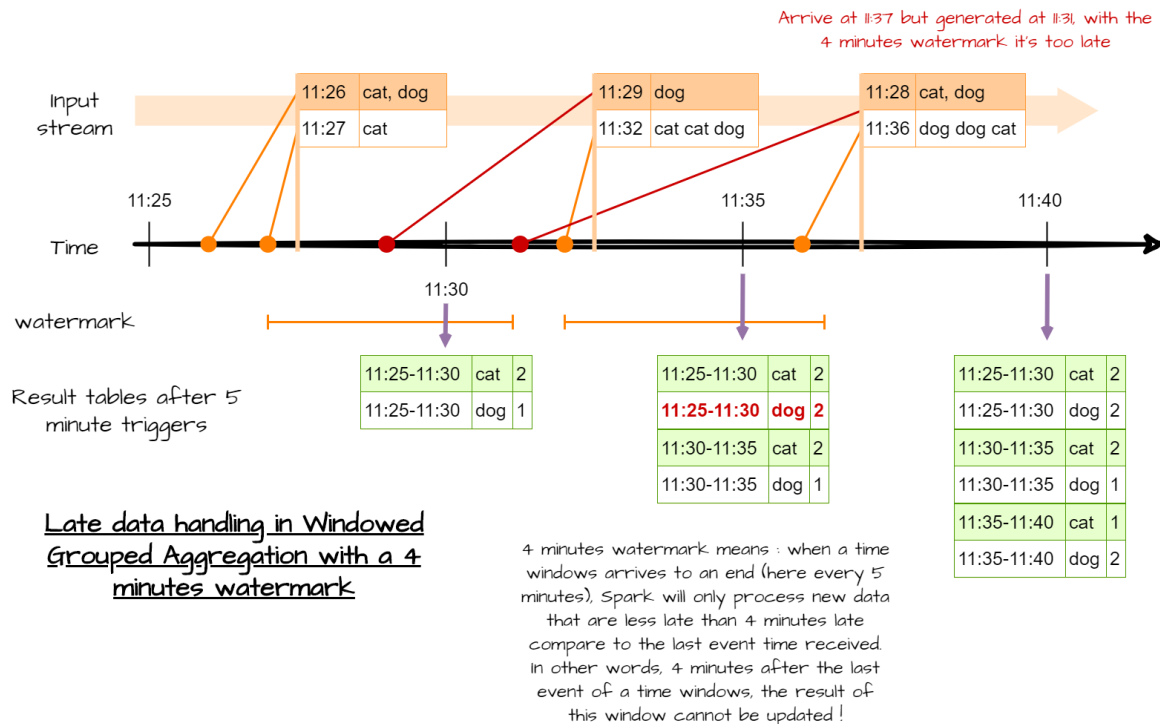 Arrive at 11:37 but generated at 11:31, with the
4 minutes watermark it's too late
Input
stream
11:26 cat, dog
11:27 cat
11:29 dog
11:32 cat cat dog
11:28 cat, dog
11:36 dog dog cat
11:25
11:35
11:40
Time
11:30
watermark
Result tables after 5
minute triggers
11:25-11:30 cat 2
11:25-11:30 dog 1
11:25-11:30 cat 2
11:25-11:30 dog 2
11:30-11:35 cat 2
11:30-11:35 dog 1
11:25-11:30 cat 2
11:25-11:30 dog 2
11:30-11:35 cat 2
11:30-11:35 dog 1
11:35-11:40 cat 1
11:35-11:40 dog 2
Late data handling in Windowed
Grouped Aggregation with a 4
minutes watermark
4 minutes watermark means : when a time
windows arrives to an end (here every 5
minutes), Spark will only process new data
that are less late than 4 minutes late
compare to the last event time received.
In other words, 4 minutes after the last
event of a time windows, the result of
this window cannot be updated !